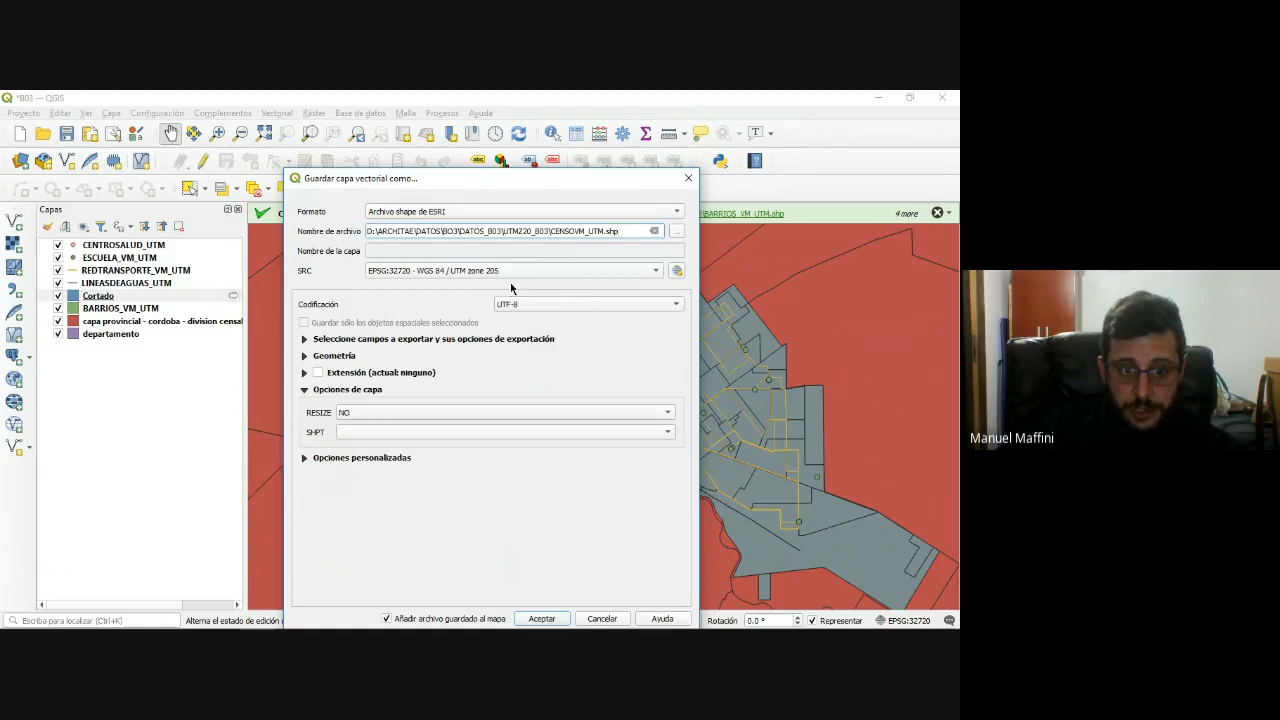 *B03 — QGIS
Proyecto Editar Ver Capa Configuración Complementos Vectorial Ráster Base de datos Malla Procesos Ayuda
Guardar capa vectorial como...
Capas
CENTROSALUD_UTM
ESCUELA_VM_UTM
REDTRANSPORTE_VM_UTM
LINEASDEAGUAS_UTM
Cortado
BARRIOS_VM_UTM
capa provincial - cordoba - division censal
departamento
Formato Archivo shape de ESRI
Nombre de archivo D:\ARCHITAE\DATOS\BO3\DATOS_B03\UTMZ20_B03\CENSOVM_UTM.shp ...
Nombre de la capa
SRC EPSG:32720 - WGS 84 / UTM zone 20S
Codificación UTF-8
Guardar sólo los objetos espaciales seleccionados
Seleccione campos a exportar y sus opciones de exportación
Geometría
Extensión (actual: ninguno)
Opciones de capa
RESIZE NO
SHPT
Opciones personalizadas
Añadir archivo guardado al mapa Aceptar Cancelar Ayuda
BARRIOS_VM_UTM.shp 4 more
Escriba para localizar (Ctrl+K) Alterna el estado de edición Rotación 0.0 ° Representar EPSG:32720
Manuel Maffini